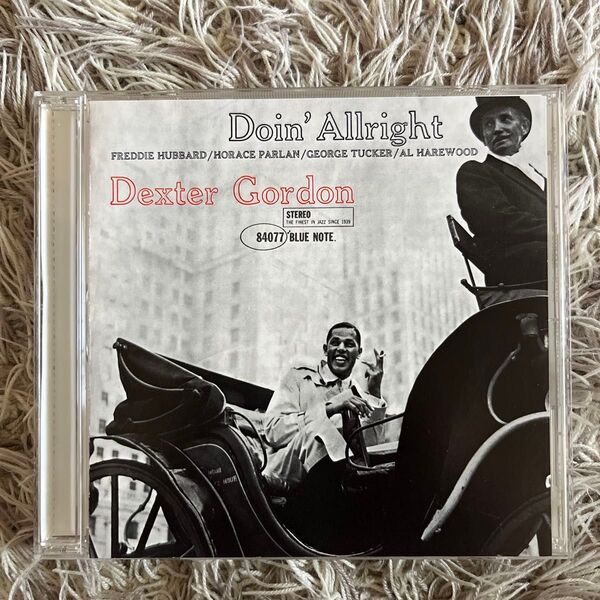 Doin' Allright
FREDDIE HUBBARD/HORACE PARLAN/GEORGE TUCKER/AL HAREWOOD
Dexter Gordon
STEREO
THE FINEST IN JAZZ SINCE 1939
84077 BLUE NOTE.